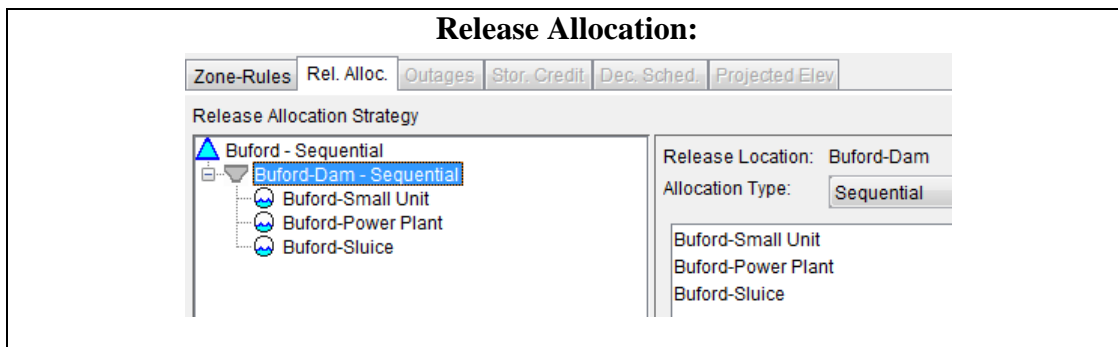 Release Allocation:
Zone-Rules Rel. Alloc. Outages Stor. Credit Dec. Sched. Projected Elev
Release Allocation Strategy
Buford - Sequential
Buford-Dam - Sequential
Buford-Small Unit
Buford-Power Plant
Buford-Sluice
Release Location: Buford-Dam
Allocation Type: Sequential
Buford-Small Unit
Buford-Power Plant
Buford-Sluice